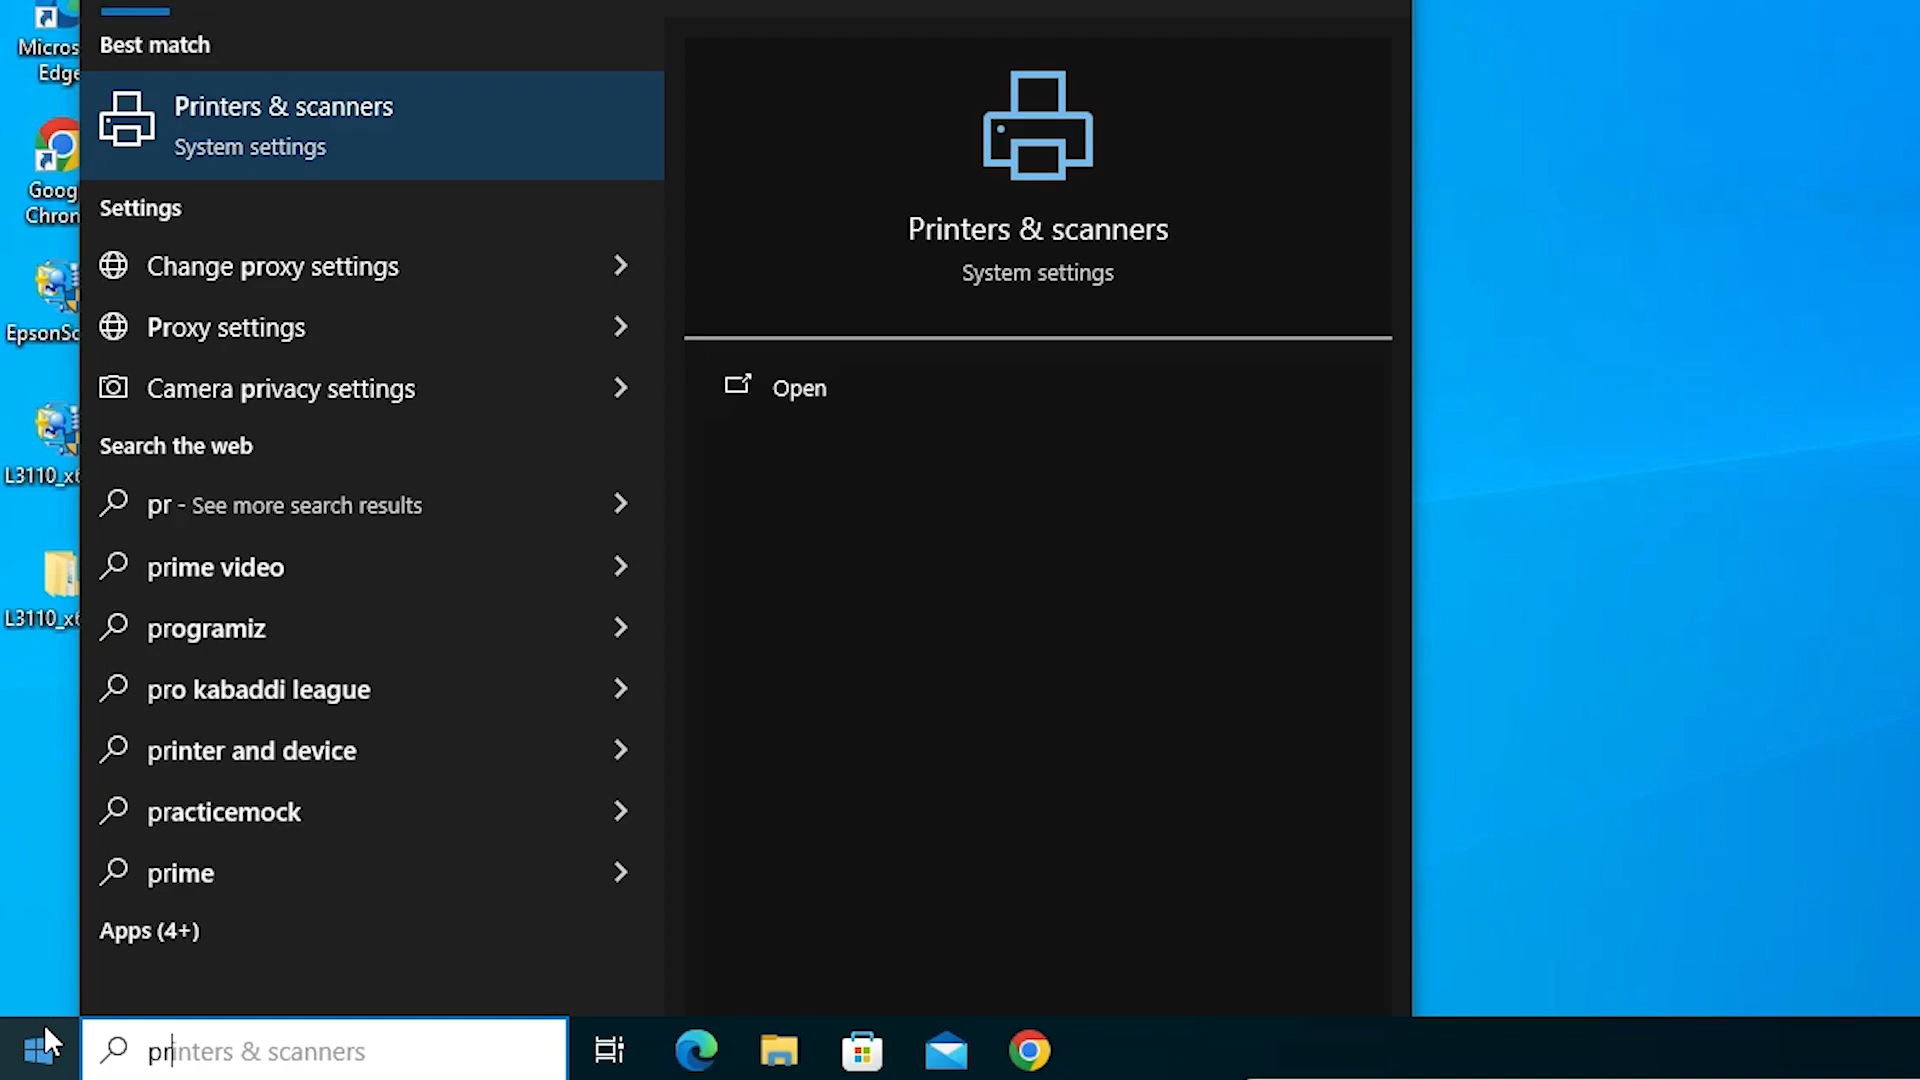 Micros
Edge
Goog
Chron
EpsonSc
L3110_x6
L3110_x6
Best match
Printers & scanners
System settings
Settings
Change proxy settings
Proxy settings
Camera privacy settings
Search the web
pr - See more search results
prime video
programiz
pro kabaddi league
printer and device
practicemock
prime
Apps (4+)
Printers & scanners
System settings
Open
printers & scanners